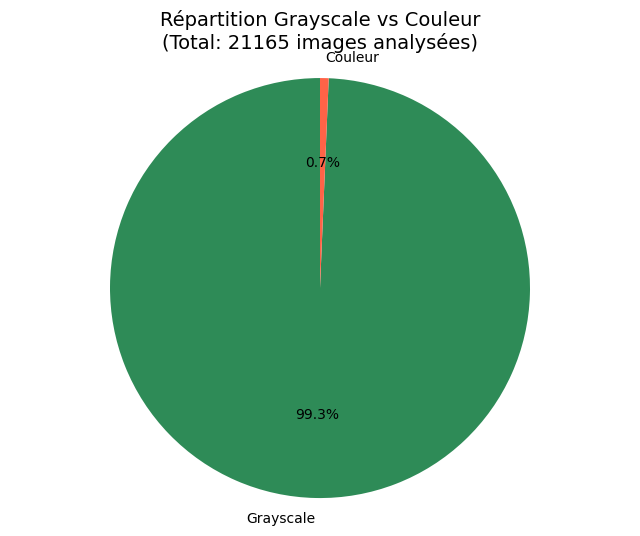 Répartition Grayscale vs Couleur
(Total: 21165 images analysées)
Couleur
0.7%
99.3%
Grayscale